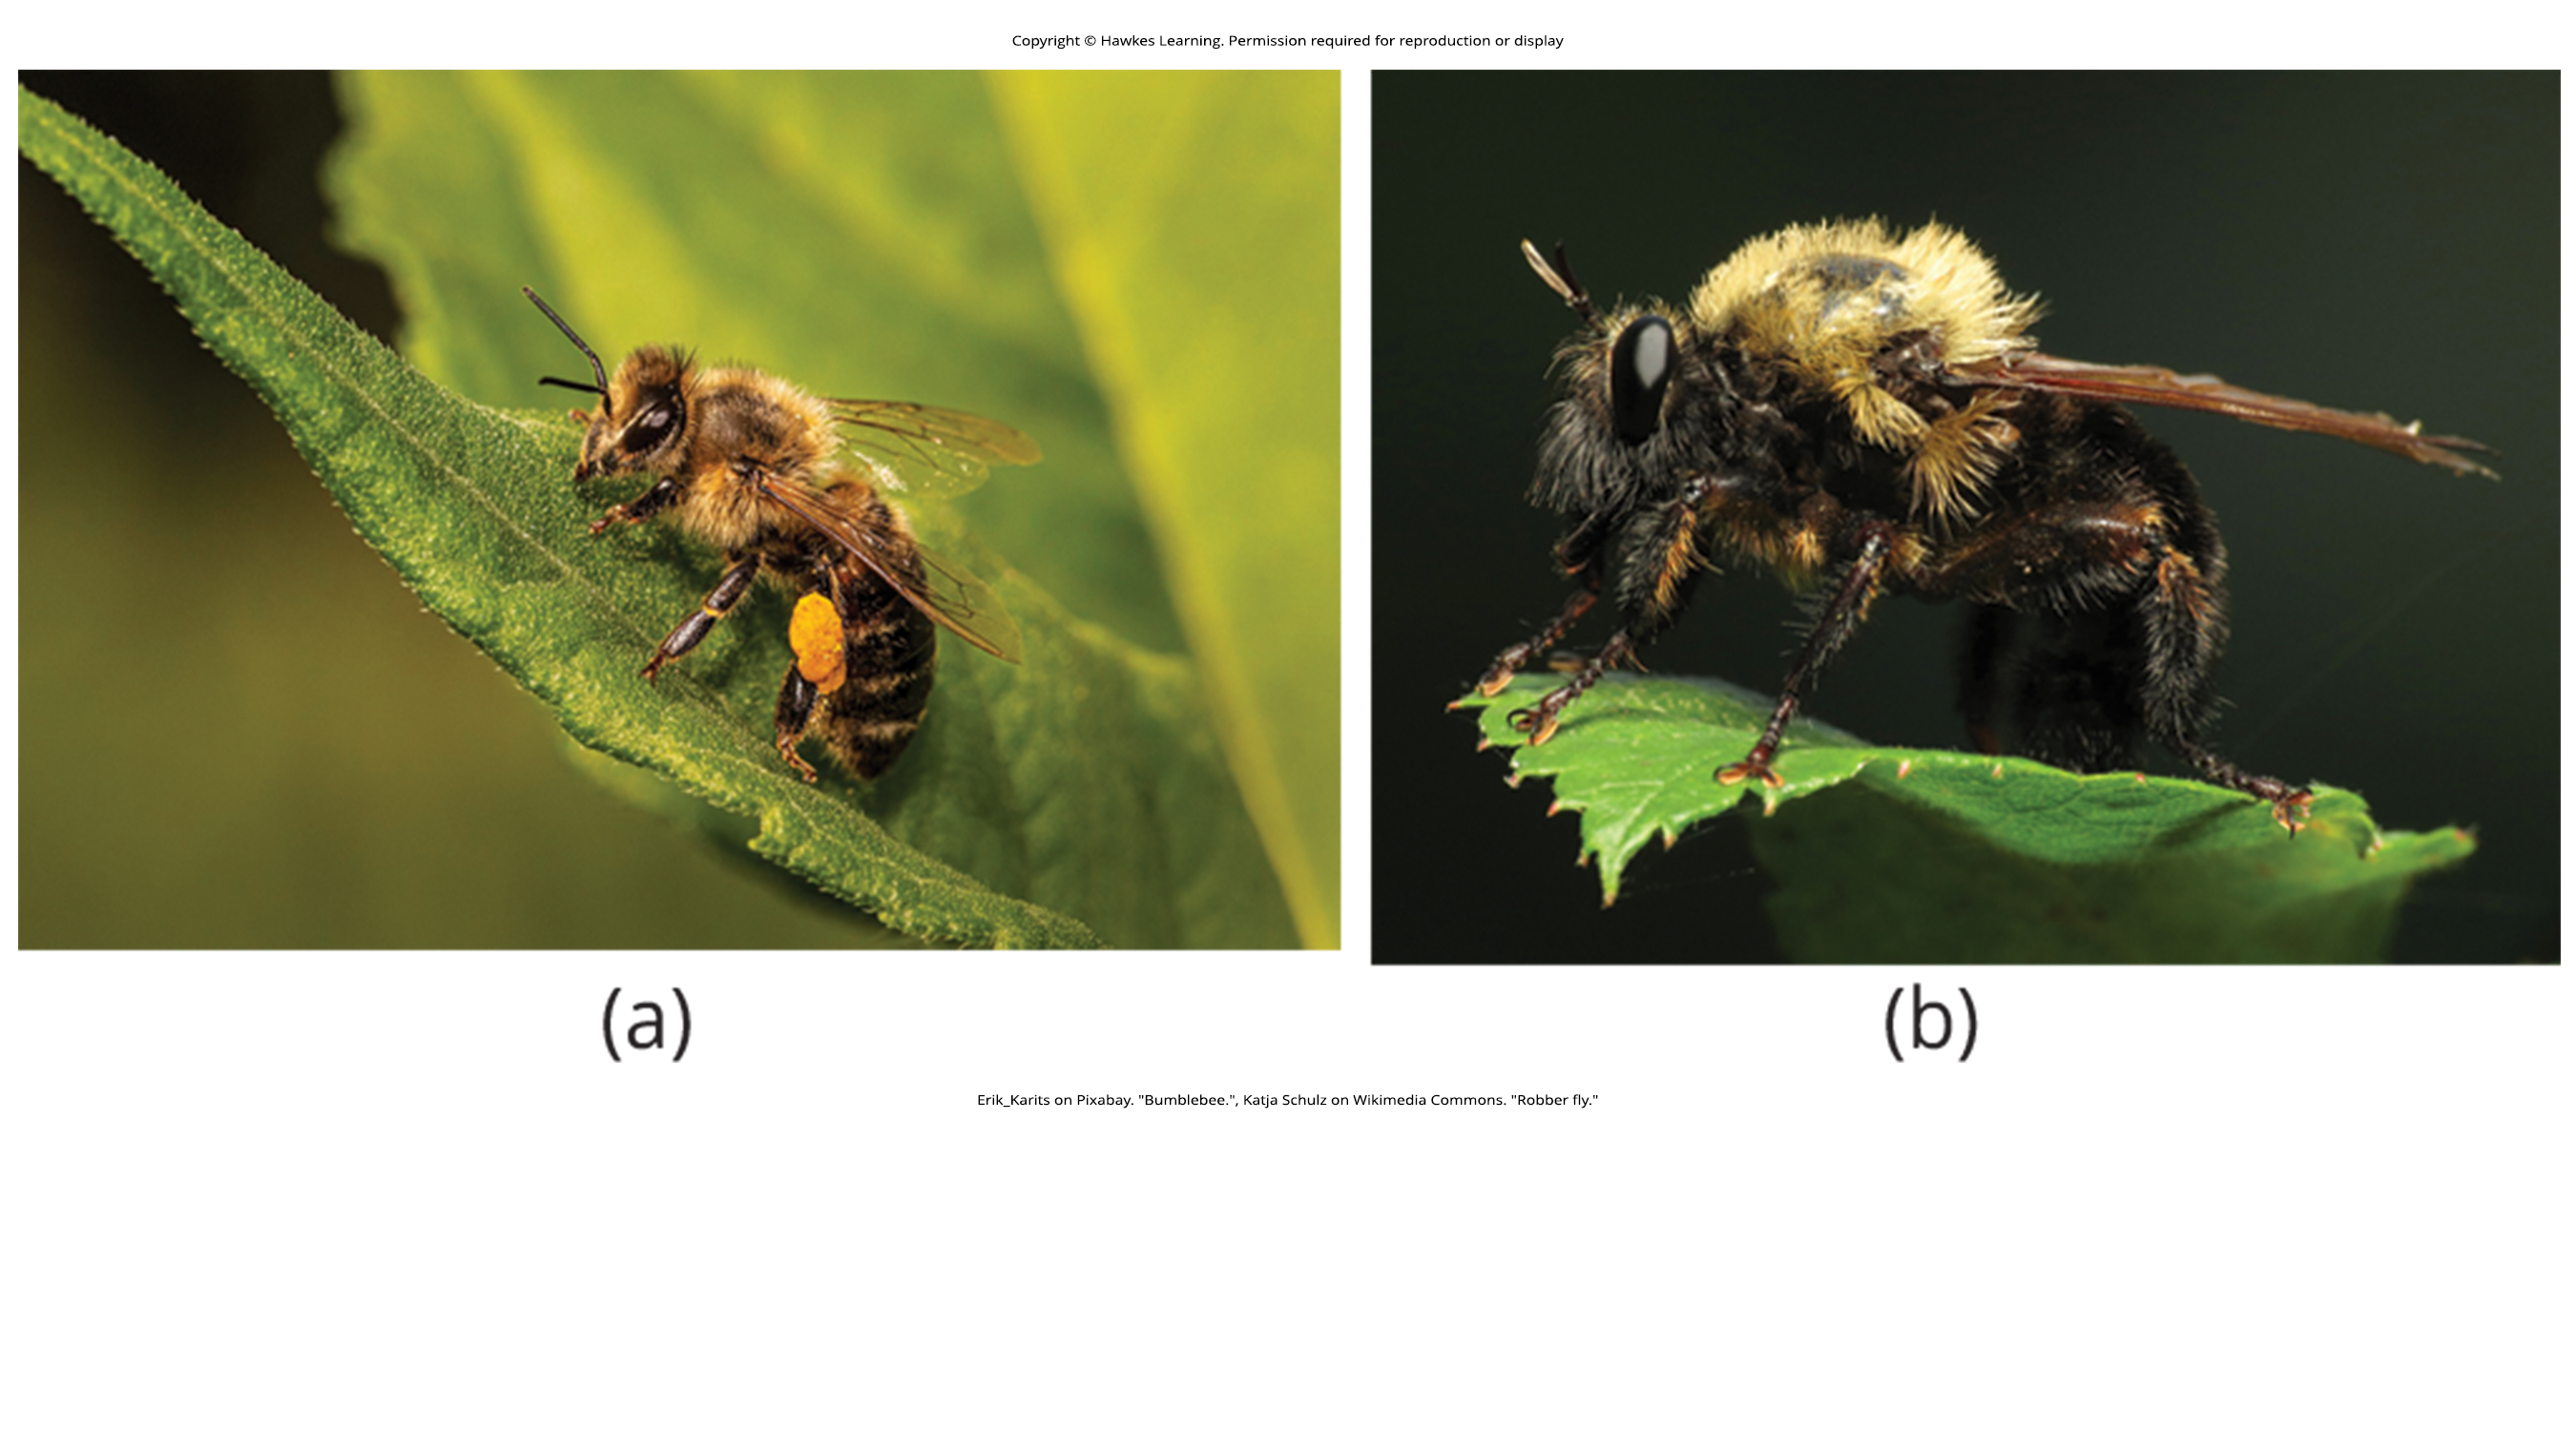 Copyright © Hawkes Learning. Permission required for reproduction or display
(a)
(b)
Erik_Karits on Pixabay. "Bumblebee.", Katja Schulz on Wikimedia Commons. "Robber fly."